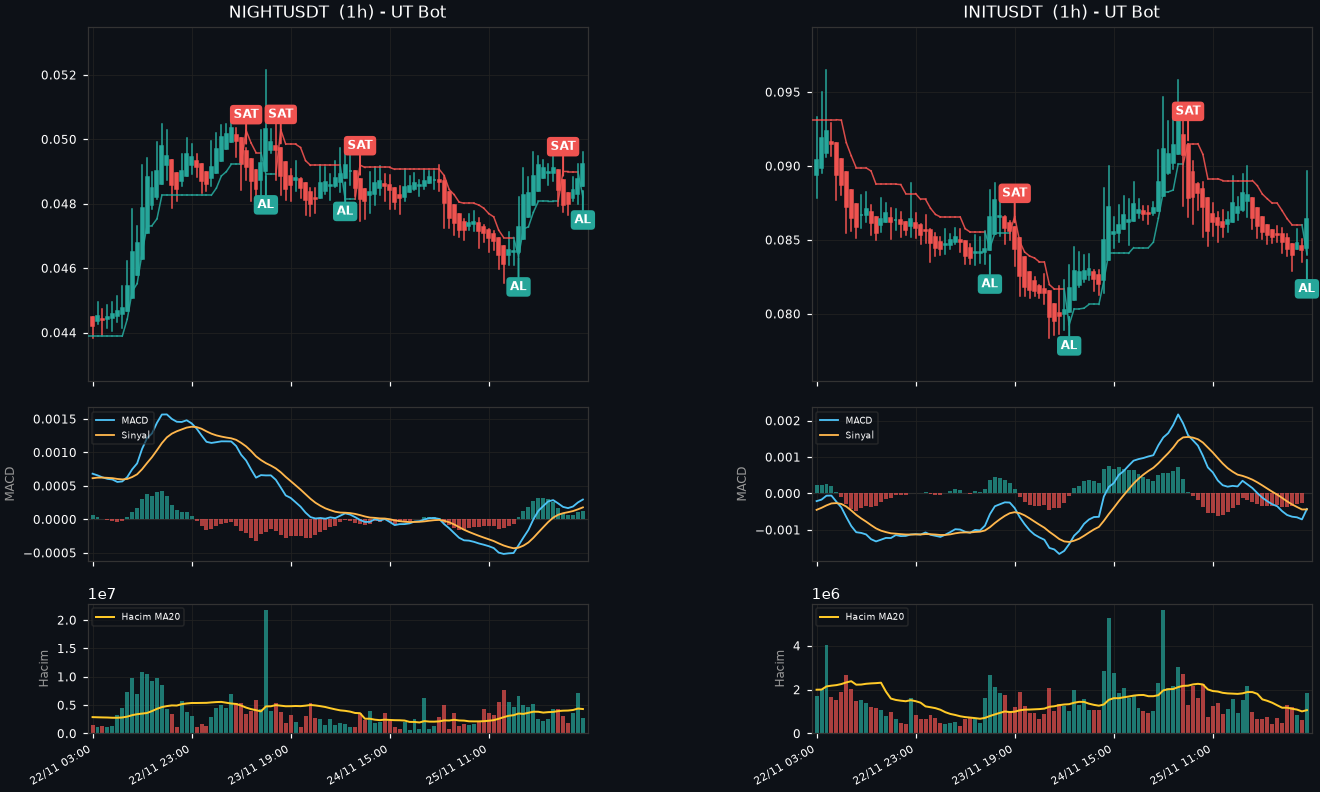 NIGHTUSDT (1h) - UT Bot
0.052
0.050
0.048
0.046
0.044
SAT
SAT
SAT
SAT
AL
AL
AL
AL
MACD
0.0015
0.0010
0.0005
0.0000
−0.0005
MACD
Sinyal
1e7
Hacim
2.0
1.5
1.0
0.5
0.0
Hacim MA20
22/11 03:00
22/11 23:00
23/11 19:00
24/11 15:00
25/11 11:00
INITUSDT (1h) - UT Bot
0.095
0.090
0.085
0.080
SAT
SAT
AL
AL
AL
MACD
0.002
0.001
0.000
−0.001
MACD
Sinyal
1e6
Hacim
4
2
0
Hacim MA20
22/11 03:00
22/11 23:00
23/11 19:00
24/11 15:00
25/11 11:00